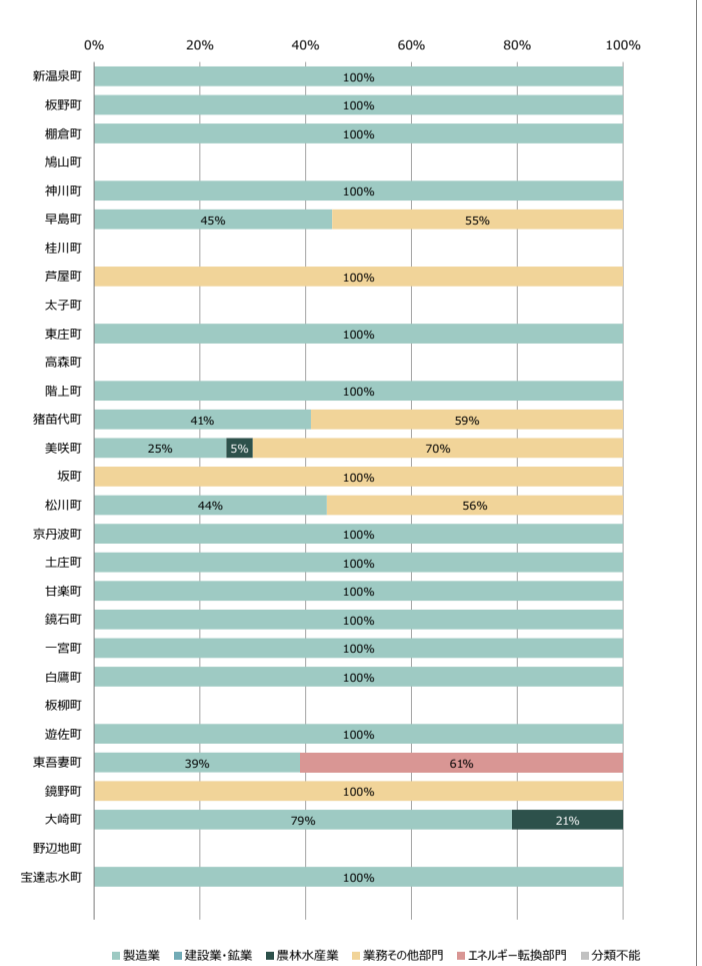 0% 20% 40% 60% 80% 100%
新温泉町 100%
板野町 100%
棚倉町 100%
鳩山町
神川町 100%
早島町 45% 55%
桂川町
芦屋町 100%
太子町
東庄町 100%
高森町
階上町 100%
猪苗代町 41% 59%
美咲町 25% 5% 70%
坂町 100%
松川町 44% 56%
京丹波町 100%
土庄町 100%
甘楽町 100%
鏡石町 100%
一宮町 100%
白鷹町 100%
板柳町
遊佐町 100%
東吾妻町 39% 61%
鏡野町 100%
大崎町 79% 21%
野辺地町
宝達志水町 100%
製造業 建設業・鉱業 農林水産業 業務その他部門 エネルギー転換部門 分類不能